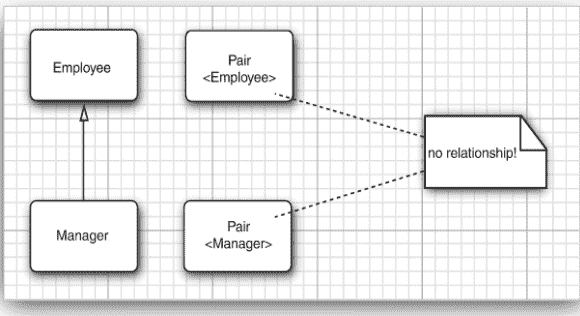 Employee
Pair
<Employee>
no relationship!
Manager
Pair
<Manager>